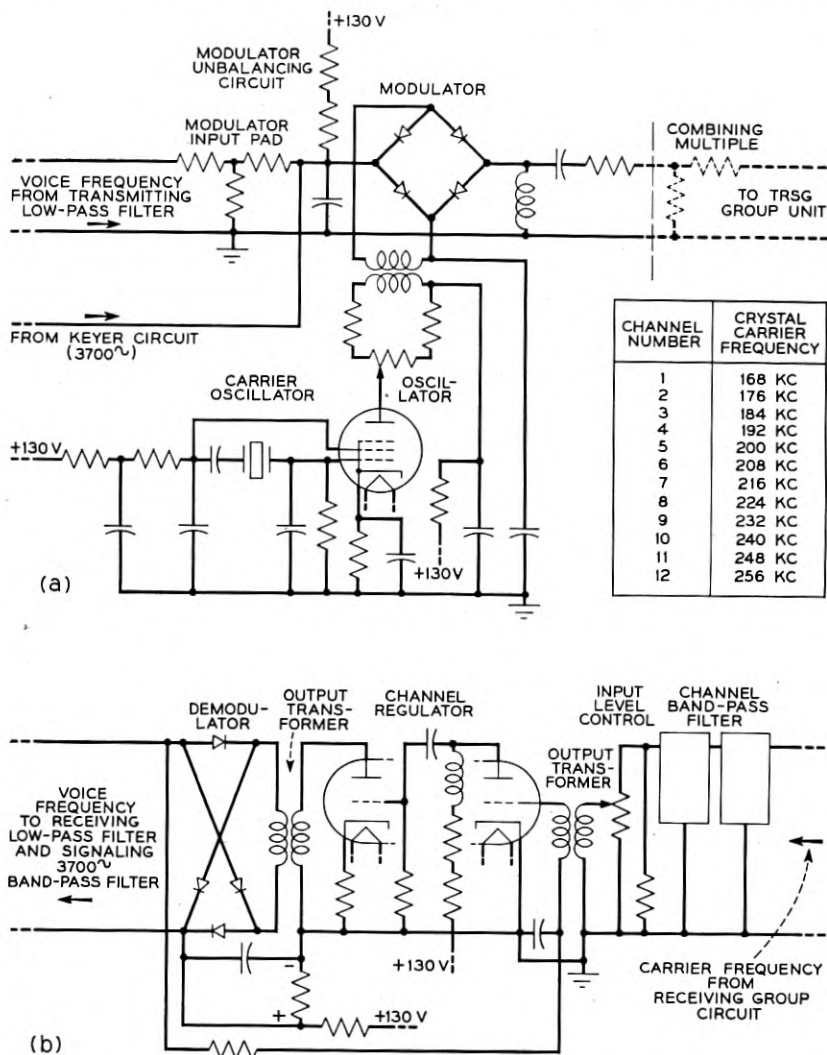 +130 V
MODULATOR
UNBALANCING
CIRCUIT
MODULATOR
MODULATOR
INPUT PAD
COMBINING
MULTIPLE
VOICE FREQUENCY
FROM TRANSMITTING
LOW-PASS FILTER
TO TRSG
GROUP UNIT
FROM KEYER CIRCUIT
(3700~)
CARRIER
OSCILLATOR
OSCIL-
LATOR
+130 V
+130 V
(a)
CHANNEL
NUMBER
CRYSTAL
CARRIER
FREQUENCY
1 168 KC
2 176 KC
3 184 KC
4 192 KC
5 200 KC
6 208 KC
7 216 KC
8 224 KC
9 232 KC
10 240 KC
11 248 KC
12 256 KC
DEMODU-
LATOR
OUTPUT TRANS-
FORMER
CHANNEL
REGULATOR
INPUT
LEVEL
CONTROL
CHANNEL
BAND-PASS
FILTER
OUTPUT TRANS-
FORMER
VOICE
FREQUENCY
TO RECEIVING
LOW-PASS FILTER
AND SIGNALING
3700~
BAND-PASS FILTER
+130 V
CARRIER FREQUENCY
FROM
RECEIVING GROUP
CIRCUIT
-
+
+130 V
(b)